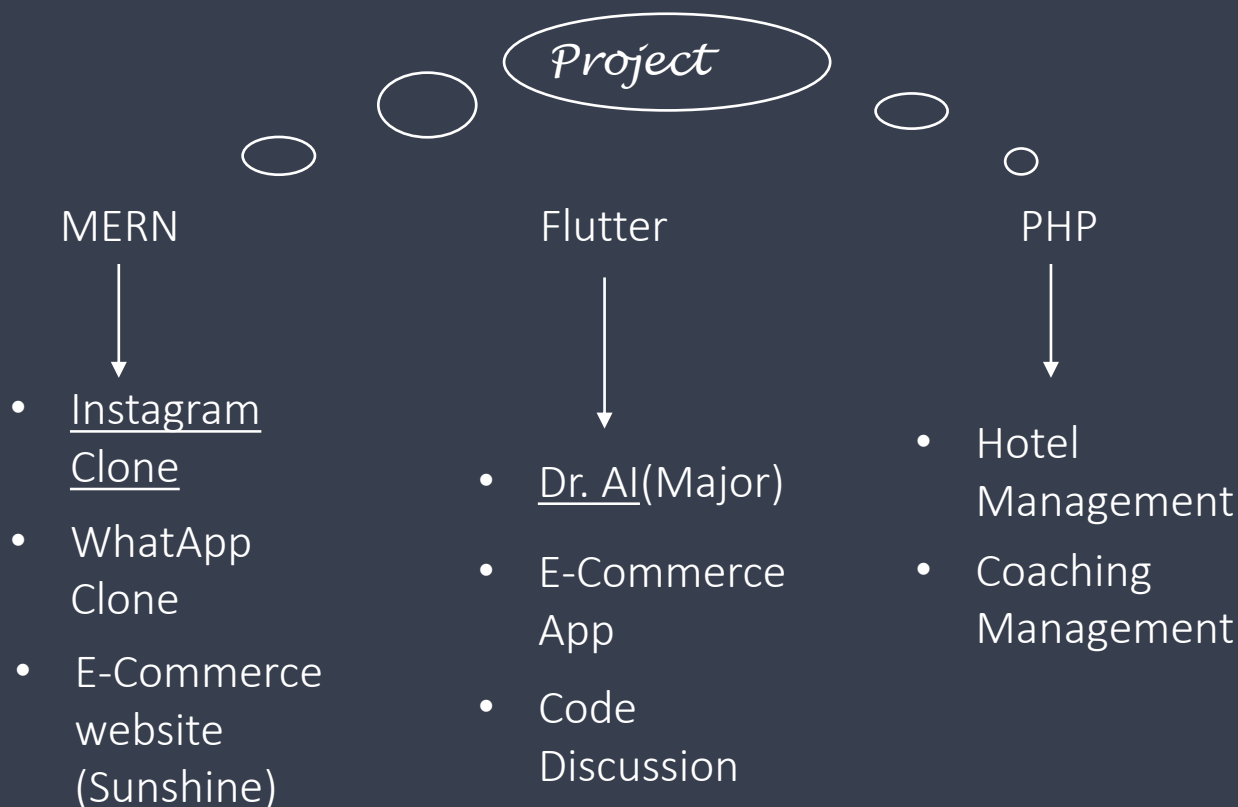 Project
MERN
Flutter
PHP
• Instagram
Clone
• WhatApp
Clone
• E-Commerce
website
(Sunshine)
• Dr. AI(Major)
• E-Commerce
App
• Code
Discussion
• Hotel
Management
• Coaching
Management